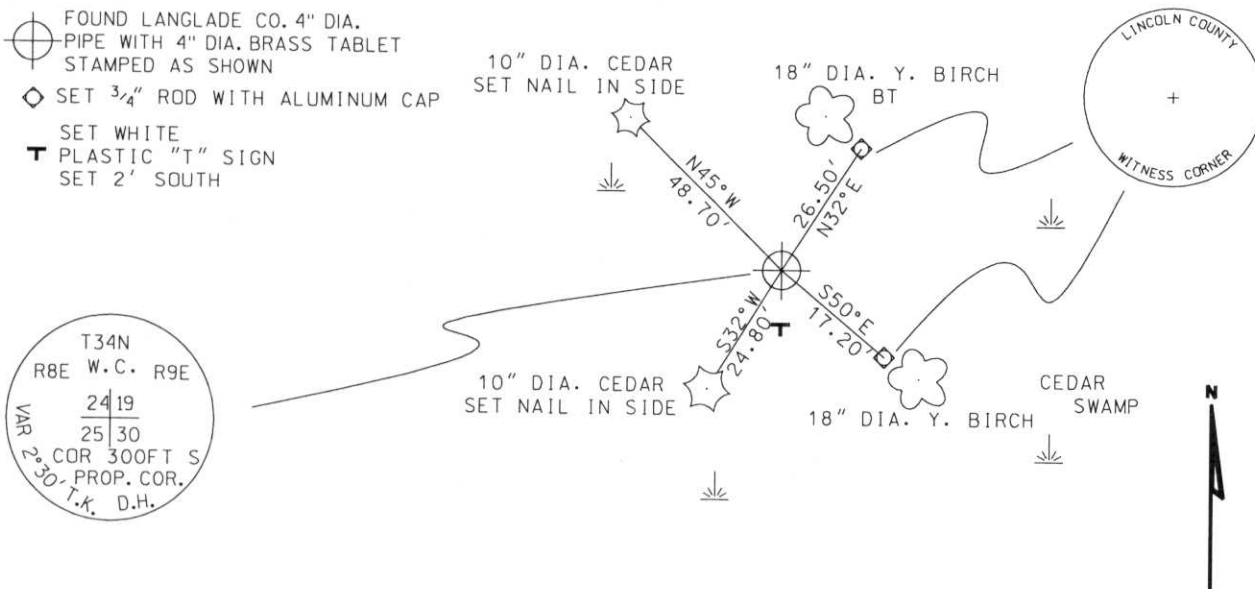 FOUND LANGLADE CO. 4" DIA.
PIPE WITH 4" DIA. BRASS TABLET
STAMPED AS SHOWN
SET 3/4" ROD WITH ALUMINUM CAP
SET WHITE
PLASTIC "T" SIGN
SET 2' SOUTH
10" DIA. CEDAR
SET NAIL IN SIDE
18" DIA. Y. BIRCH
BT
LINCOLN COUNTY
WITNESS CORNER
N45°W
48.70'
26.50'
N32°E
S32°W
24.80'
S50°E
17.20'
T34N
R8E W.C. R9E
24 19
25 30
COR 300FT S
PROP. COR.
VAR 2°30' T.K. D.H.
10" DIA. CEDAR
SET NAIL IN SIDE
18" DIA. Y. BIRCH
CEDAR
SWAMP
N